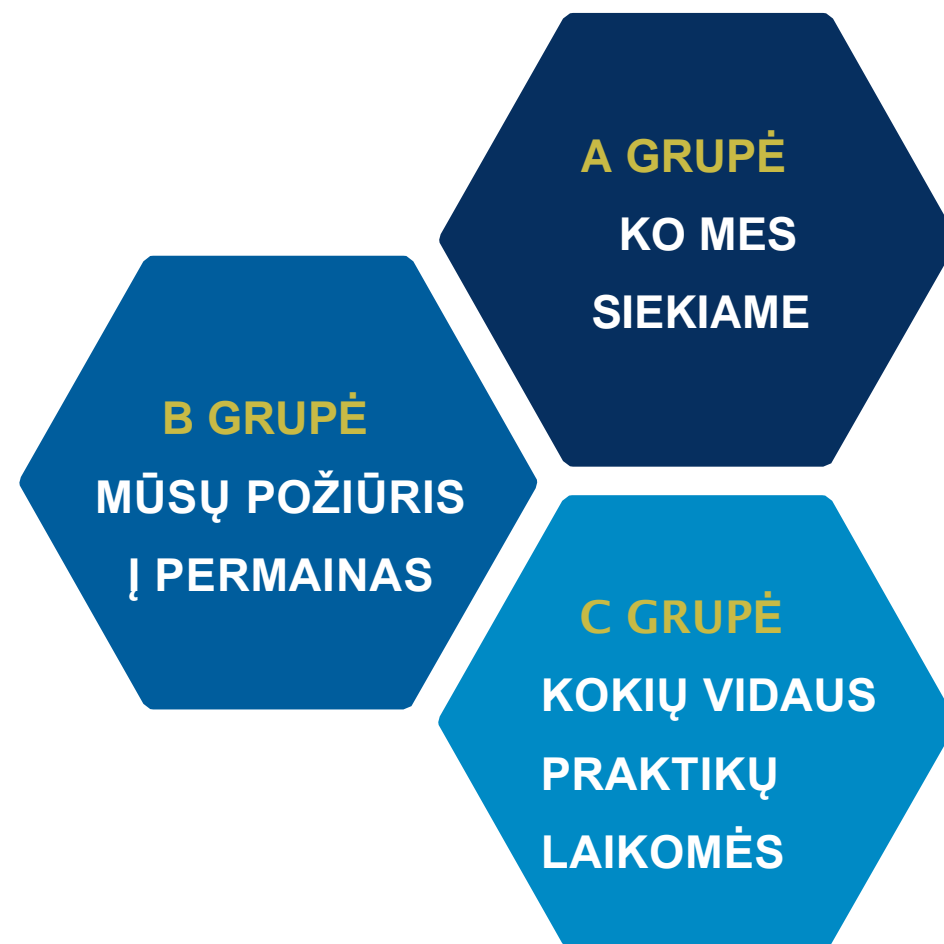 A GRUPĖ
KO MES
SIEKIAME
B GRUPĖ
MŪSŲ POŽIŪRIS
Į PERMAINAS
C GRUPĖ
KOKIŲ VIDAUS
PRAKTIKŲ
LAIKOMĖS